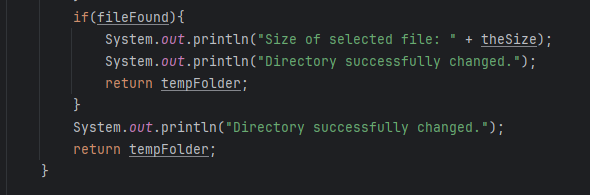 if(fileFound){
System.out.println("Size of selected file: " + theSize);
System.out.println("Directory successfully changed.");
return tempFolder;
}
System.out.println("Directory successfully changed.");
return tempFolder;
}